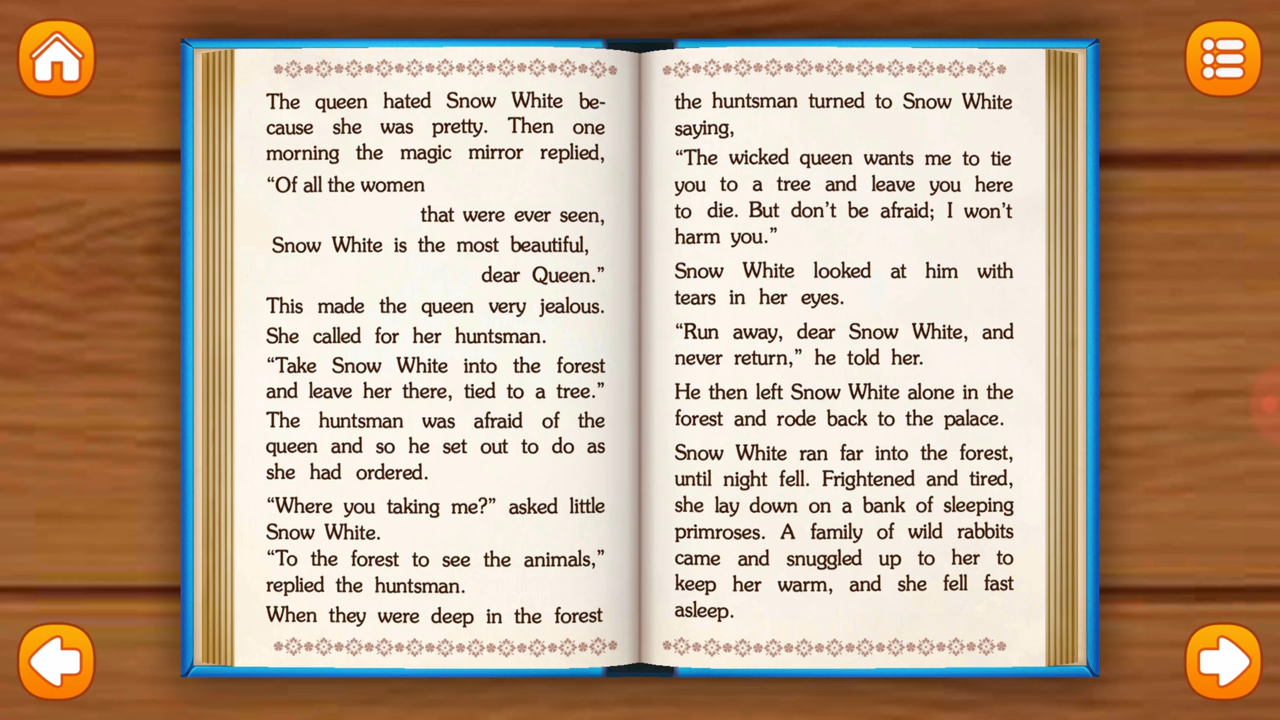 The queen hated Snow White be-
cause she was pretty. Then one
morning the magic mirror replied,
“Of all the women
that were ever seen,
Snow White is the most beautiful,
dear Queen.”
This made the queen very jealous.
She called for her huntsman.
“Take Snow White into the forest
and leave her there, tied to a tree.”
The huntsman was afraid of the
queen and so he set out to do as
she had ordered.
“Where you taking me?” asked little
Snow White.
“To the forest to see the animals,”
replied the huntsman.
When they were deep in the forest
the huntsman turned to Snow White
saying,
“The wicked queen wants me to tie
you to a tree and leave you here
to die. But don’t be afraid; I won’t
harm you.”
Snow White looked at him with
tears in her eyes.
“Run away, dear Snow White, and
never return,” he told her.
He then left Snow White alone in the
forest and rode back to the palace.
Snow White ran far into the forest,
until night fell. Frightened and tired,
she lay down on a bank of sleeping
primroses. A family of wild rabbits
came and snuggled up to her to
keep her warm, and she fell fast
asleep.